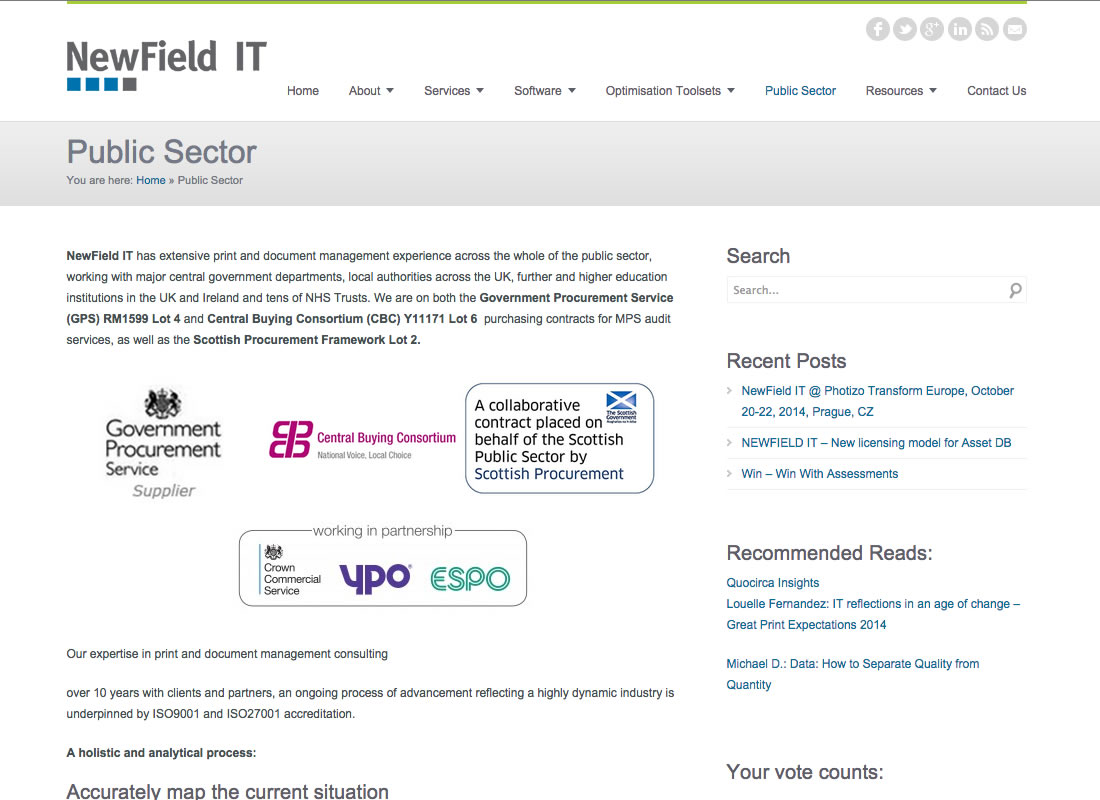 NewField IT
Home
About
Services
Software
Optimisation Toolsets
Public Sector
Resources
Contact Us
Public Sector
You are here: Home » Public Sector
NewField IT has extensive print and document management experience across the whole of the public sector,
working with major central government departments, local authorities across the UK, further and higher education
institutions in the UK and Ireland and tens of NHS Trusts. We are on both the Government Procurement Service
(GPS) RM1599 Lot 4 and Central Buying Consortium (CBC) Y11171 Lot 6 purchasing contracts for MPS audit
services, as well as the Scottish Procurement Framework Lot 2.
Government
Procurement
Service
Supplier
Central Buying Consortium
National Voice, Local Choice
A collaborative
contract placed on
behalf of the Scottish
Public Sector by
Scottish Procurement
The Scottish
Government
working in partnership
Crown
Commercial
Service
YPO
ESPO
Our expertise in print and document management consulting
over 10 years with clients and partners, an ongoing process of advancement reflecting a highly dynamic industry is
underpinned by ISO9001 and ISO27001 accreditation.
A holistic and analytical process:
Accurately map the current situation
Search
Search...
Recent Posts
NewField IT @ Photizo Transform Europe, October
20-22, 2014, Prague, CZ
NEWFIELD IT – New licensing model for Asset DB
Win – Win With Assessments
Recommended Reads:
Quocirca Insights
Louelle Fernandez: IT reflections in an age of change –
Great Print Expectations 2014
Michael D.: Data: How to Separate Quality from
Quantity
Your vote counts: